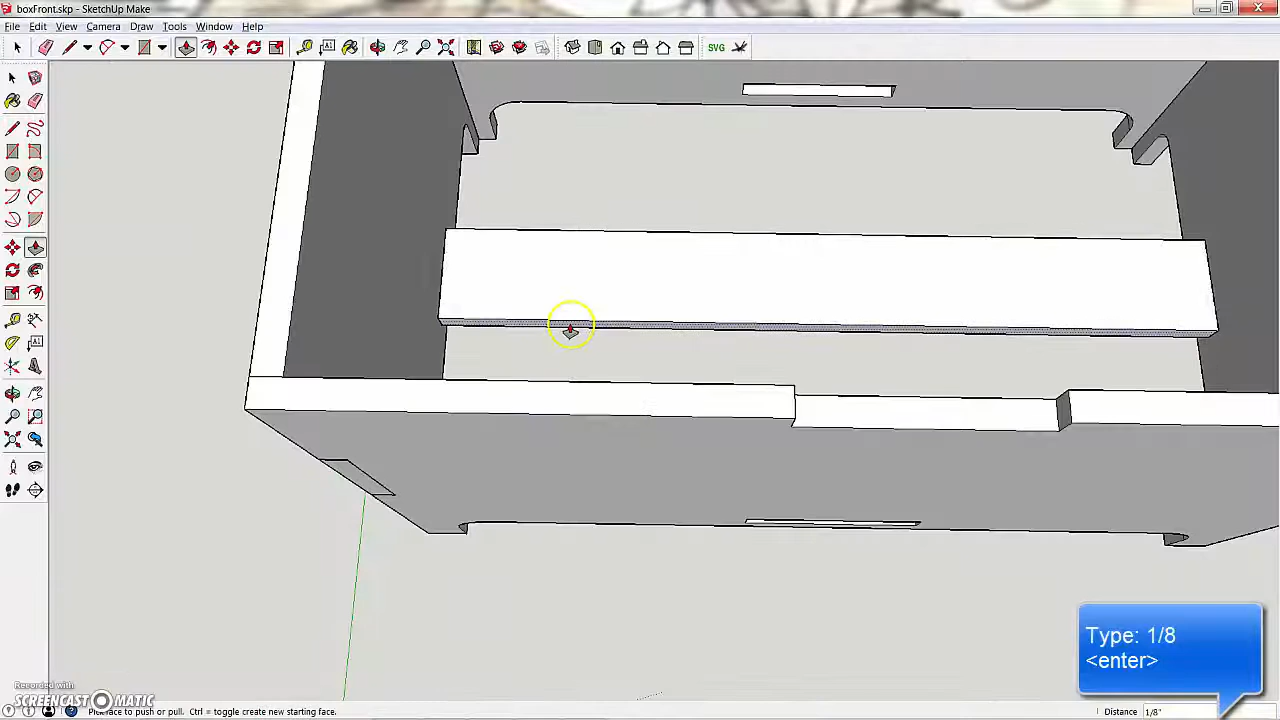 boxFront.skp - SketchUp Make
File Edit View Camera Draw Tools Window Help
SVG
Type: 1/8
<enter>
Recorded with
SCREENCAST MATIC
Pick face to push or pull. Ctrl = toggle create new starting face.
Distance 1/8"